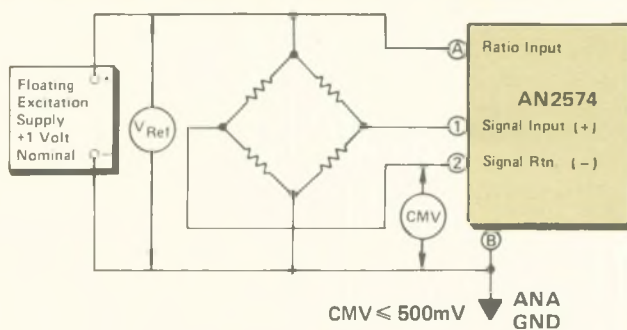 Floating
Excitation
Supply
+1 Volt
Nominal
+
−
V Ref
A
Ratio Input
AN2574
1
Signal Input (+)
2
Signal Rtn (−)
CMV
B
CMV ≤ 500mV
ANA
GND